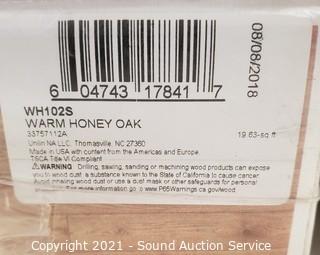 08/08/2018
6 04743 17841 7
WH102S
WARM HONEY OAK
33757112A 19.63-sq ft
Unilin NA LLC. Thomasville, NC 27360
Made in USA with content from the Americas and Europe.
TSCA Title VI Compliant
⚠WARNING Drilling, sawing, sanding or machining wood products can expose
you to wood dust, a substance known to the State of California to cause cancer.
Avoid inhaling wood dust or use a dust mask or other safeguards for personal
protection. For more information go to www.P65Warnings.ca.gov/wood
Copyright 2021 - Sound Auction Service